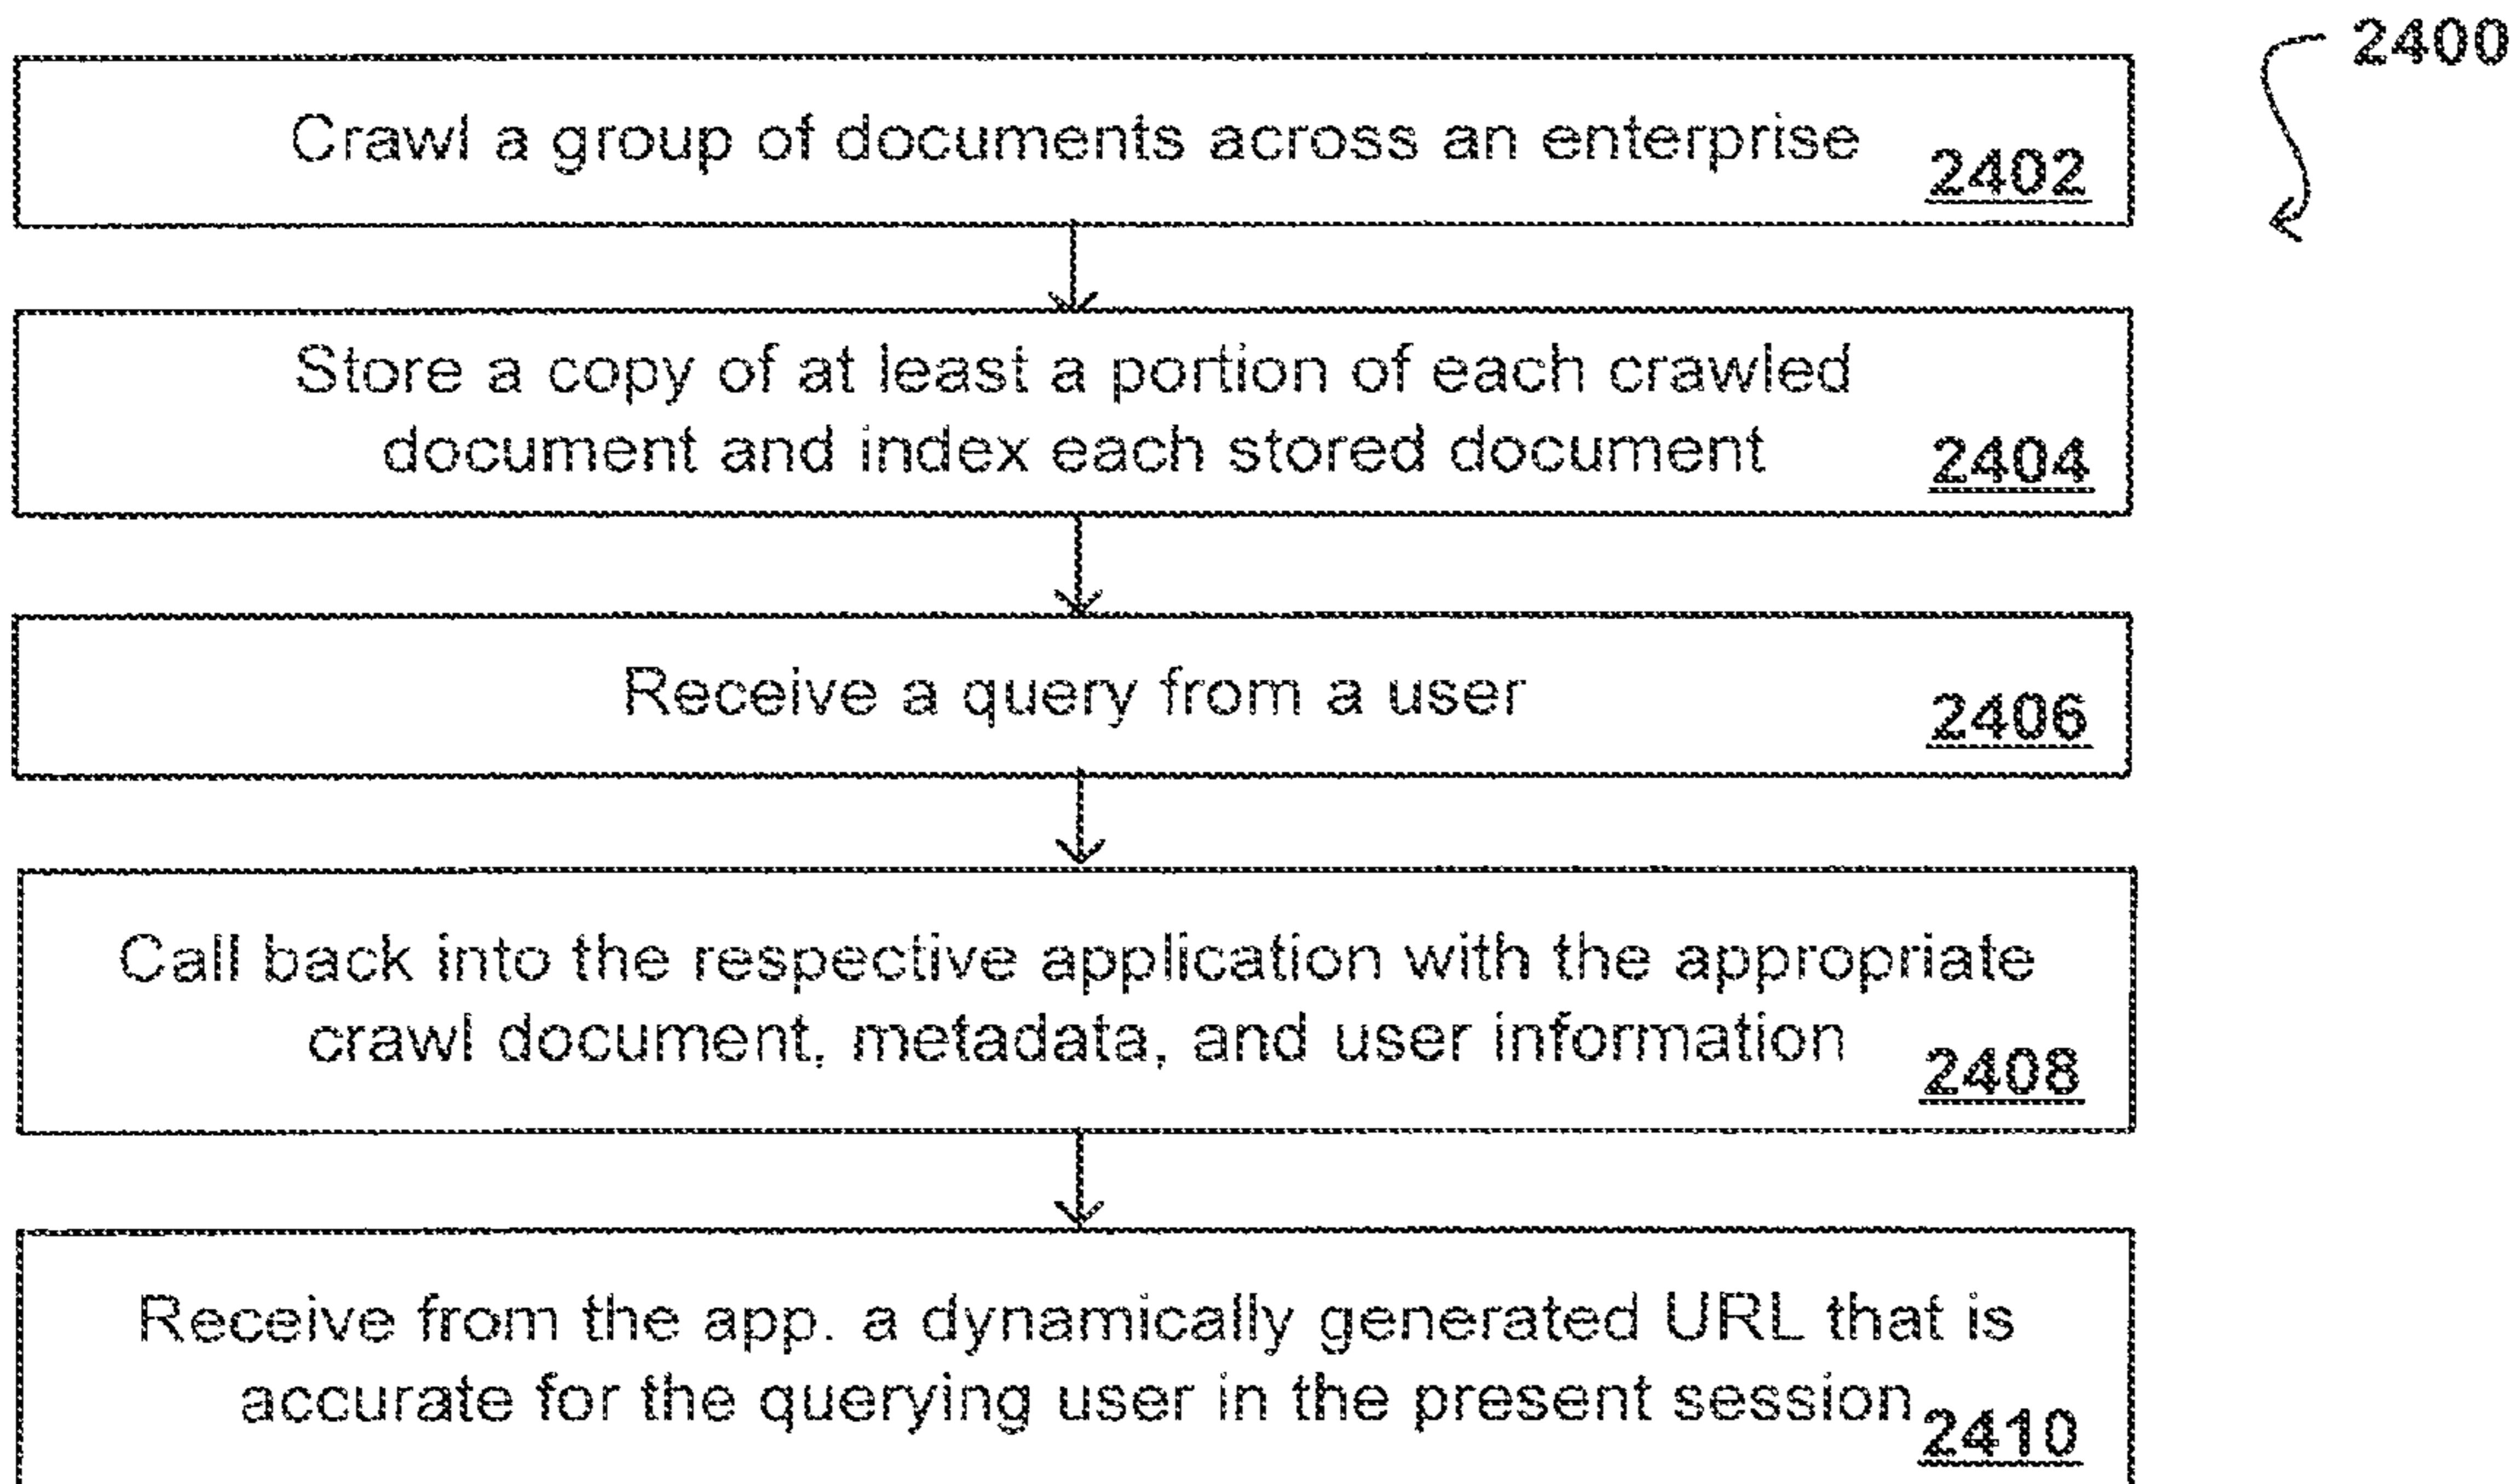 2400
Crawl a group of documents across an enterprise
2402
Store a copy of at least a portion of each crawled
document and index each stored document
2404
Receive a query from a user
2406
Call back into the respective application with the appropriate
crawl document, metadata, and user information
2408
Receive from the app. a dynamically generated URL that is
accurate for the querying user in the present session
2410